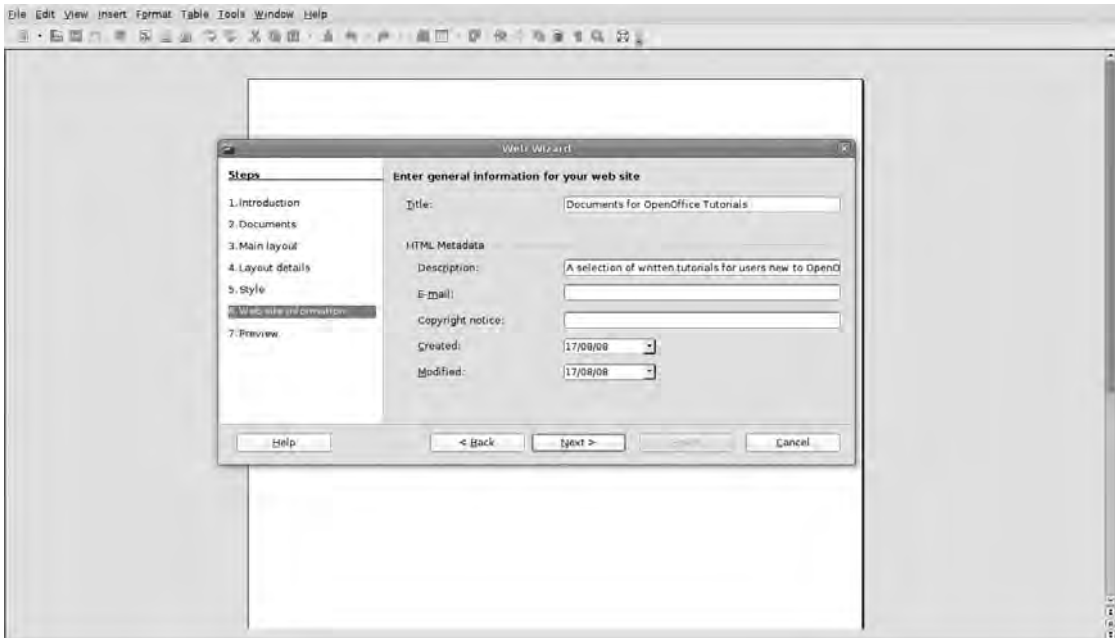 File Edit View Insert Format Table Tools Window Help
Web Wizard
Steps
1. Introduction
2. Documents
3. Main layout
4. Layout details
5. Style
6. Web site information
7. Preview
Enter general information for your web site
Title: Documents for OpenOffice Tutorials
HTML Metadata
Description: A selection of written tutorials for users new to OpenO
E-mail:
Copyright notice:
Created: 17/08/08
Modified: 17/08/08
Help < Back Next > Cancel